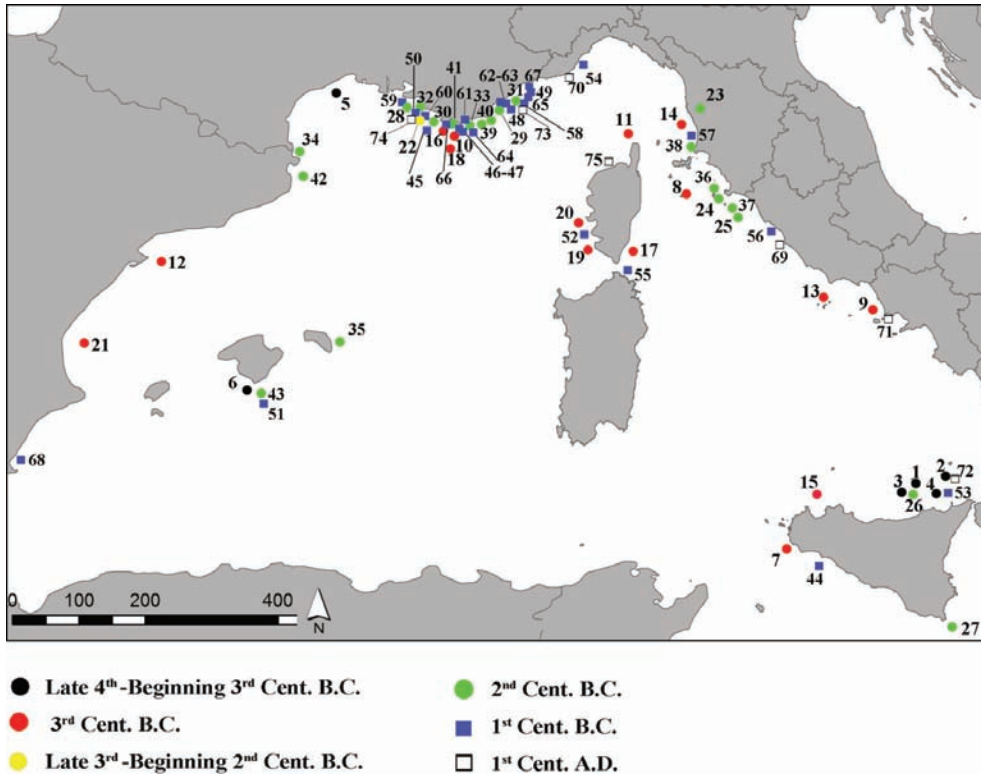 50 41 62-63 67
59 32 60 61 33 31 49 70 54
5 28 30 40 65 23
74 16 39 29 73 58 11 14
34 22 10 64 57
18 75 38
42 45 66 46-47
36
8 24 37
20 25 56
12 52 17 69
19
55 13
9
71-
21 35
6 43
51
68 1 2 72
15 3 4 53
26
7
44
0 100 200 400
N
27
Late 4th-Beginning 3rd Cent. B.C.
3rd Cent. B.C.
Late 3rd-Beginning 2nd Cent. B.C.
2nd Cent. B.C.
1st Cent. B.C.
1st Cent. A.D.